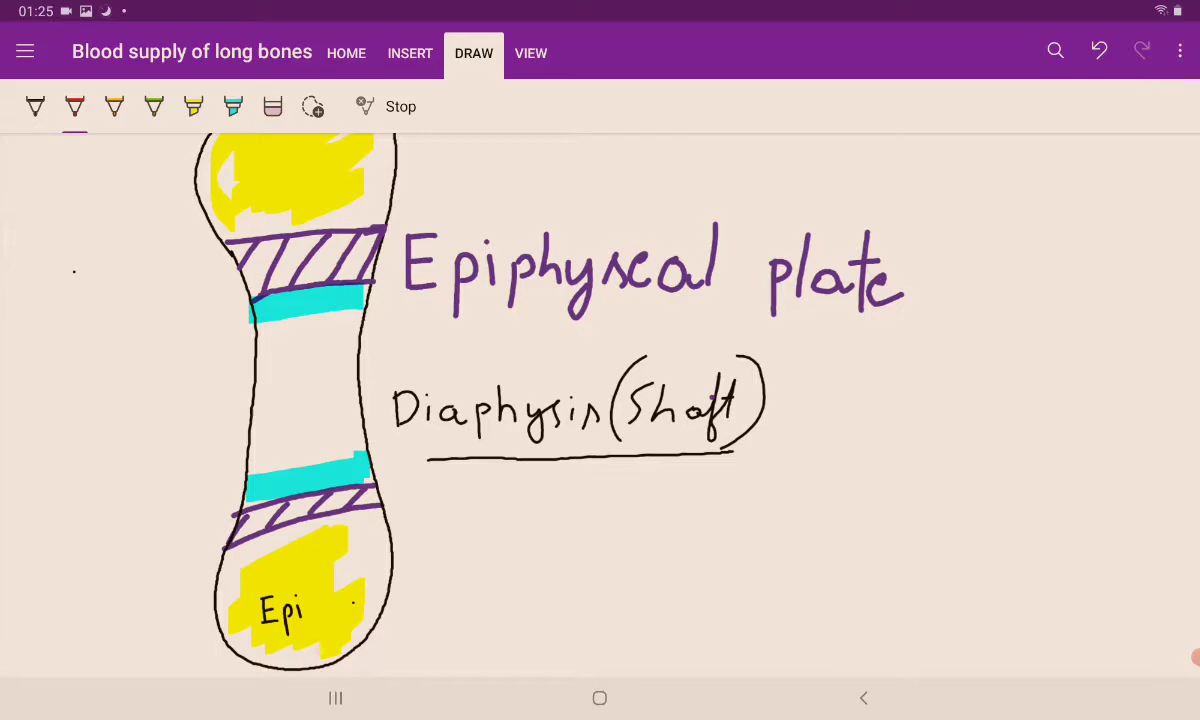 01:25
Blood supply of long bones HOME INSERT DRAW VIEW
Stop
Epiphyseal plate
Diaphysis (Shaft)
Epi